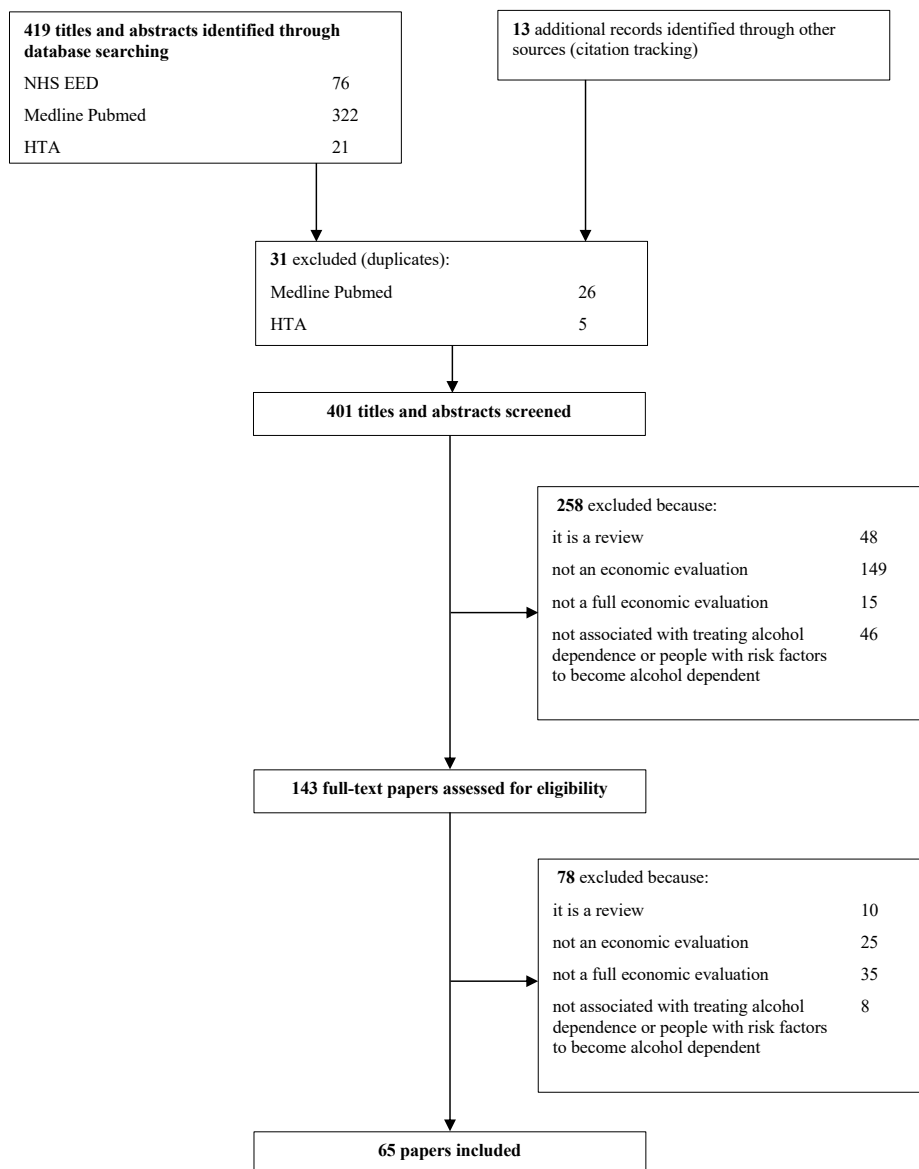 419 titles and abstracts identified through
database searching
NHS EED 76
Medline Pubmed 322
HTA 21
13 additional records identified through other
sources (citation tracking)
31 excluded (duplicates):
Medline Pubmed 26
HTA 5
401 titles and abstracts screened
258 excluded because:
it is a review 48
not an economic evaluation 149
not a full economic evaluation 15
not associated with treating alcohol 46
dependence or people with risk factors
to become alcohol dependent
143 full-text papers assessed for eligibility
78 excluded because:
it is a review 10
not an economic evaluation 25
not a full economic evaluation 35
not associated with treating alcohol 8
dependence or people with risk factors
to become alcohol dependent
65 papers included